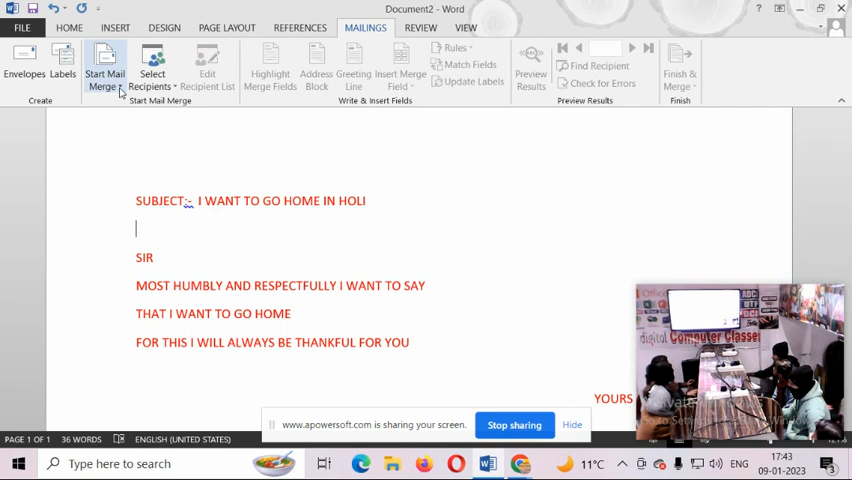 Document2 - Word
FILE HOME INSERT DESIGN PAGE LAYOUT REFERENCES MAILINGS REVIEW VIEW
Envelopes Labels Start Mail Merge Select Recipients Edit Recipient List Highlight Merge Fields Address Block Greeting Line Insert Merge Field Rules Match Fields Update Labels Preview Results Find Recipient Check for Errors Finish & Merge
Create Start Mail Merge Write & Insert Fields Preview Results Finish
SUBJECT:- I WANT TO GO HOME IN HOLI
SIR
MOST HUMBLY AND RESPECTFULLY I WANT TO SAY
THAT I WANT TO GO HOME
FOR THIS I WILL ALWAYS BE THANKFUL FOR YOU
YOURS
digital Computer Classes
www.apowersoft.com is sharing your screen. Stop sharing Hide
PAGE 1 OF 1 36 WORDS ENGLISH (UNITED STATES)
Type here to search 11°C ENG 17:43
09-01-2023
3